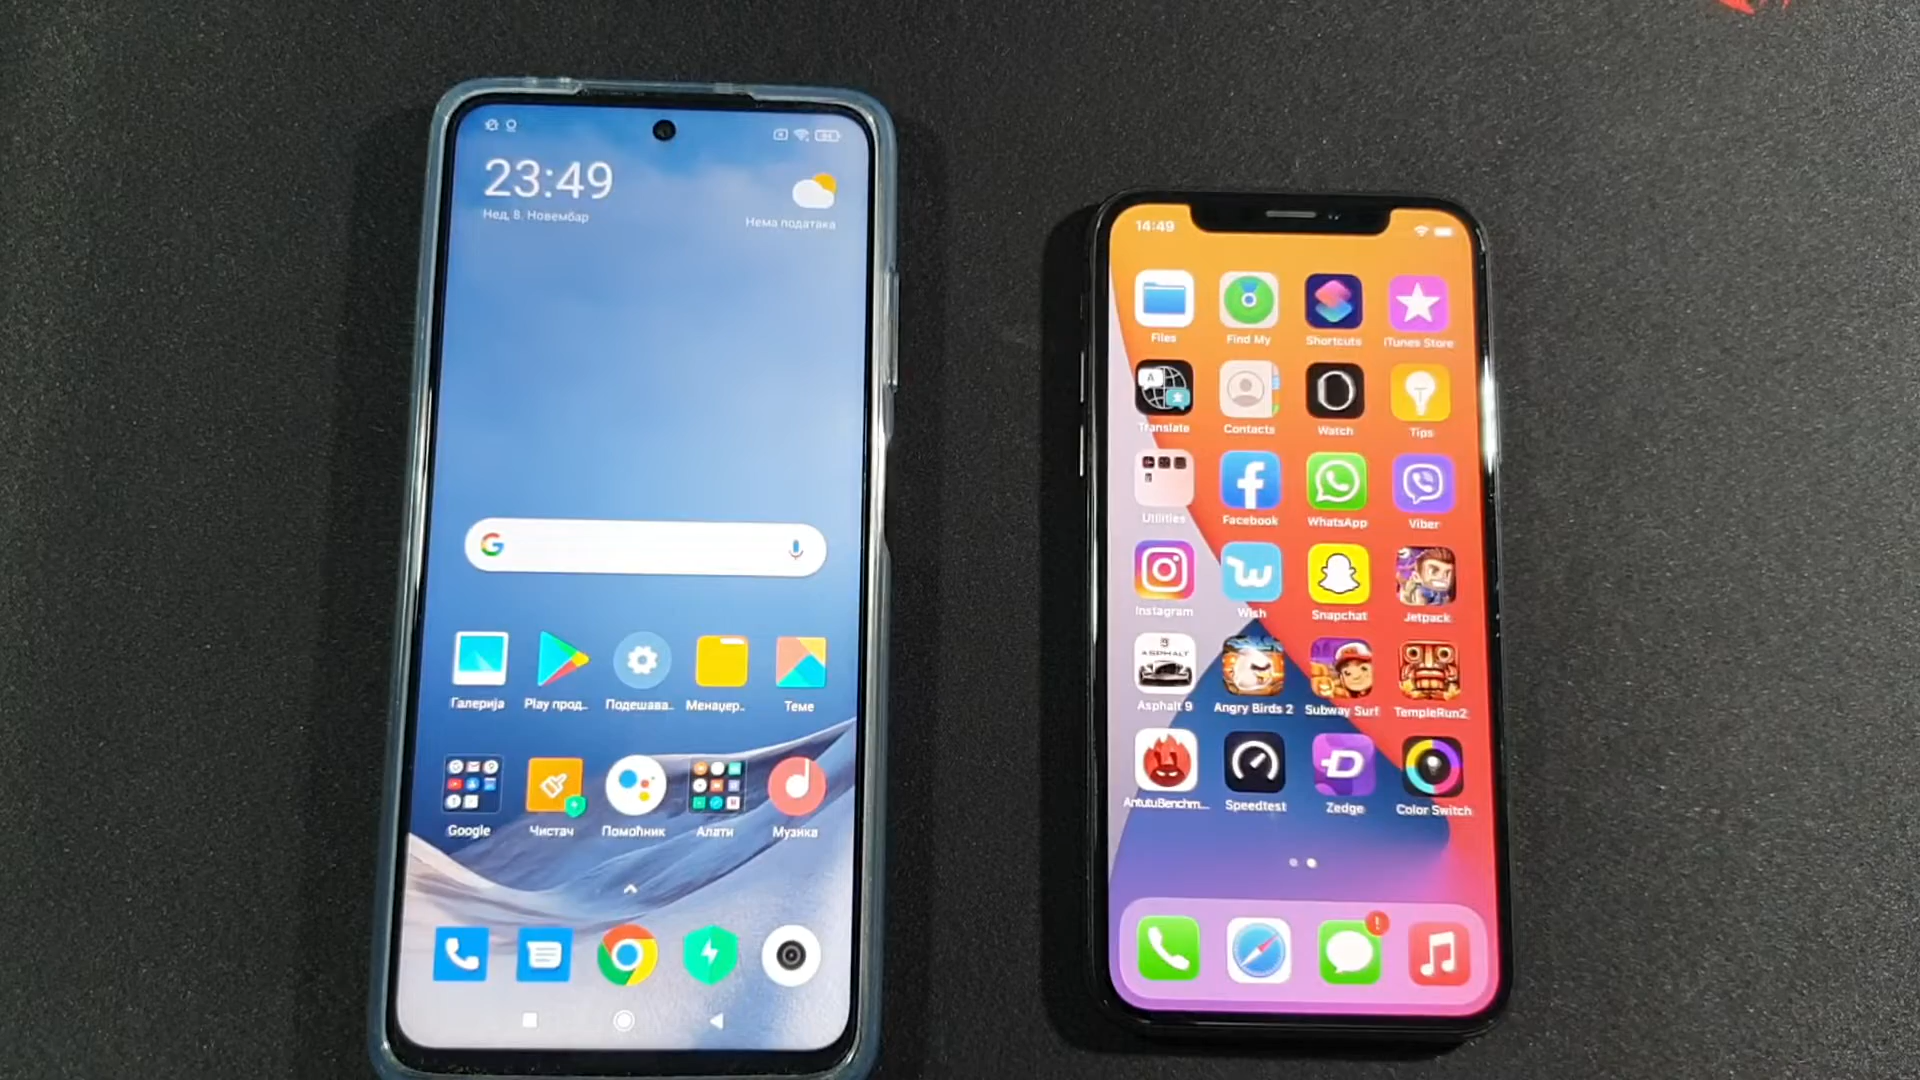 23:49
Нед, 8. Новембар
Нема података
Галерија
Play прод..
Подешава..
Менаџер..
Теме
Google
Чистач
Помоћник
Алати
Музика
14:49
Files
Find My
Shortcuts
iTunes Store
Translate
Contacts
Watch
Tips
Utilities
Facebook
WhatsApp
Viber
Instagram
Wish
Snapchat
Jetpack
ASPHALT
Asphalt 9
Angry Birds 2
Subway Surf
TempleRun2
AntutuBenchm...
Speedtest
Zedge
Color Switch